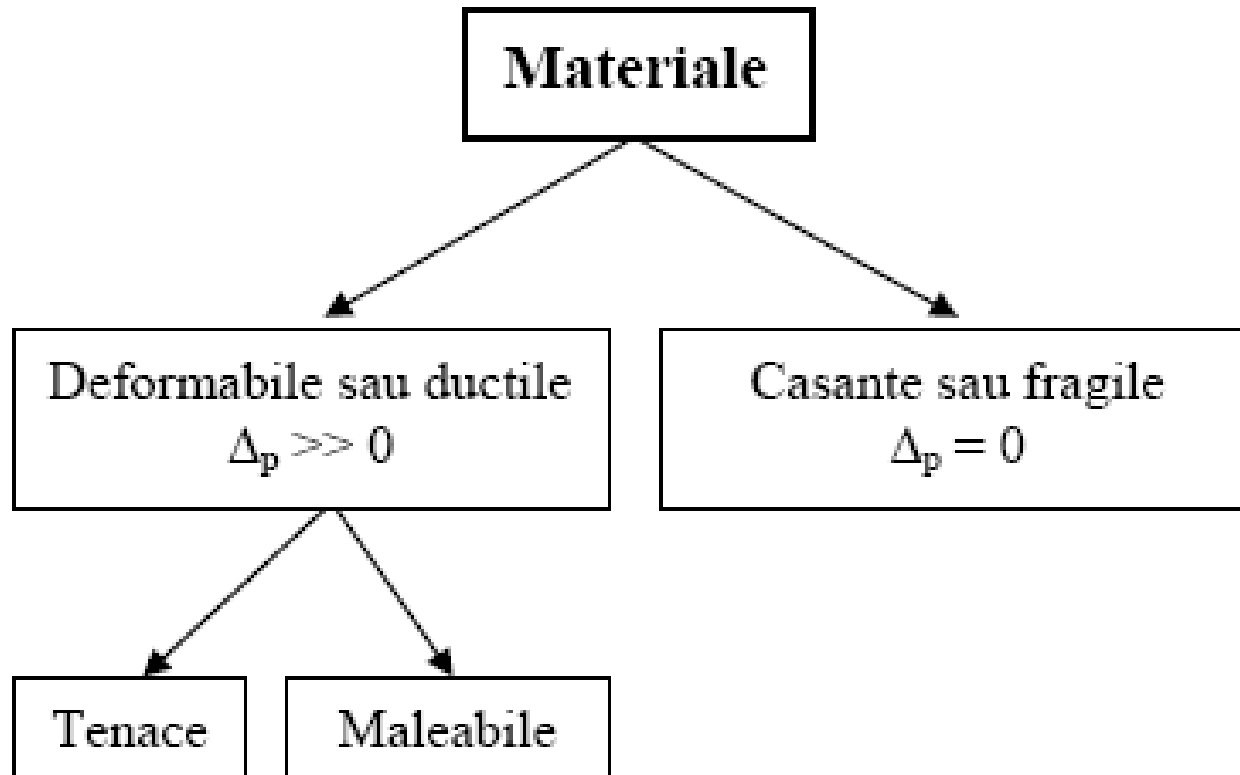 Materiale
Deformabile sau ductile
Δp >> 0
Casante sau fragile
Δp = 0
Tenace
Maleabile